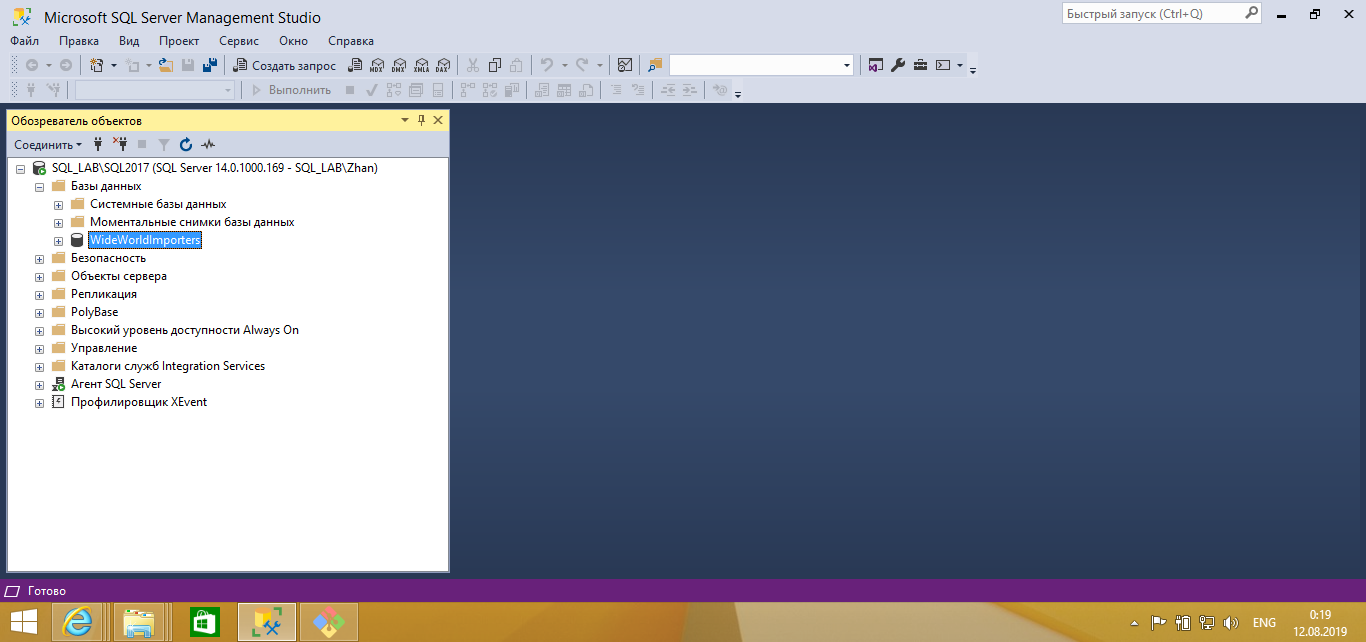 Microsoft SQL Server Management Studio
Быстрый запуск (Ctrl+Q)
Файл Правка Вид Проект Сервис Окно Справка
Создать запрос MDX DMX XMLA DAX
Выполнить
Обозреватель объектов
Соединить
SQL_LAB\SQL2017 (SQL Server 14.0.1000.169 - SQL_LAB\Zhan)
Базы данных
Системные базы данных
Моментальные снимки базы данных
WideWorldImporters
Безопасность
Объекты сервера
Репликация
PolyBase
Высокий уровень доступности Always On
Управление
Каталоги служб Integration Services
Агент SQL Server
Профилировщик XEvent
Готово
ENG
0:19
12.08.2019